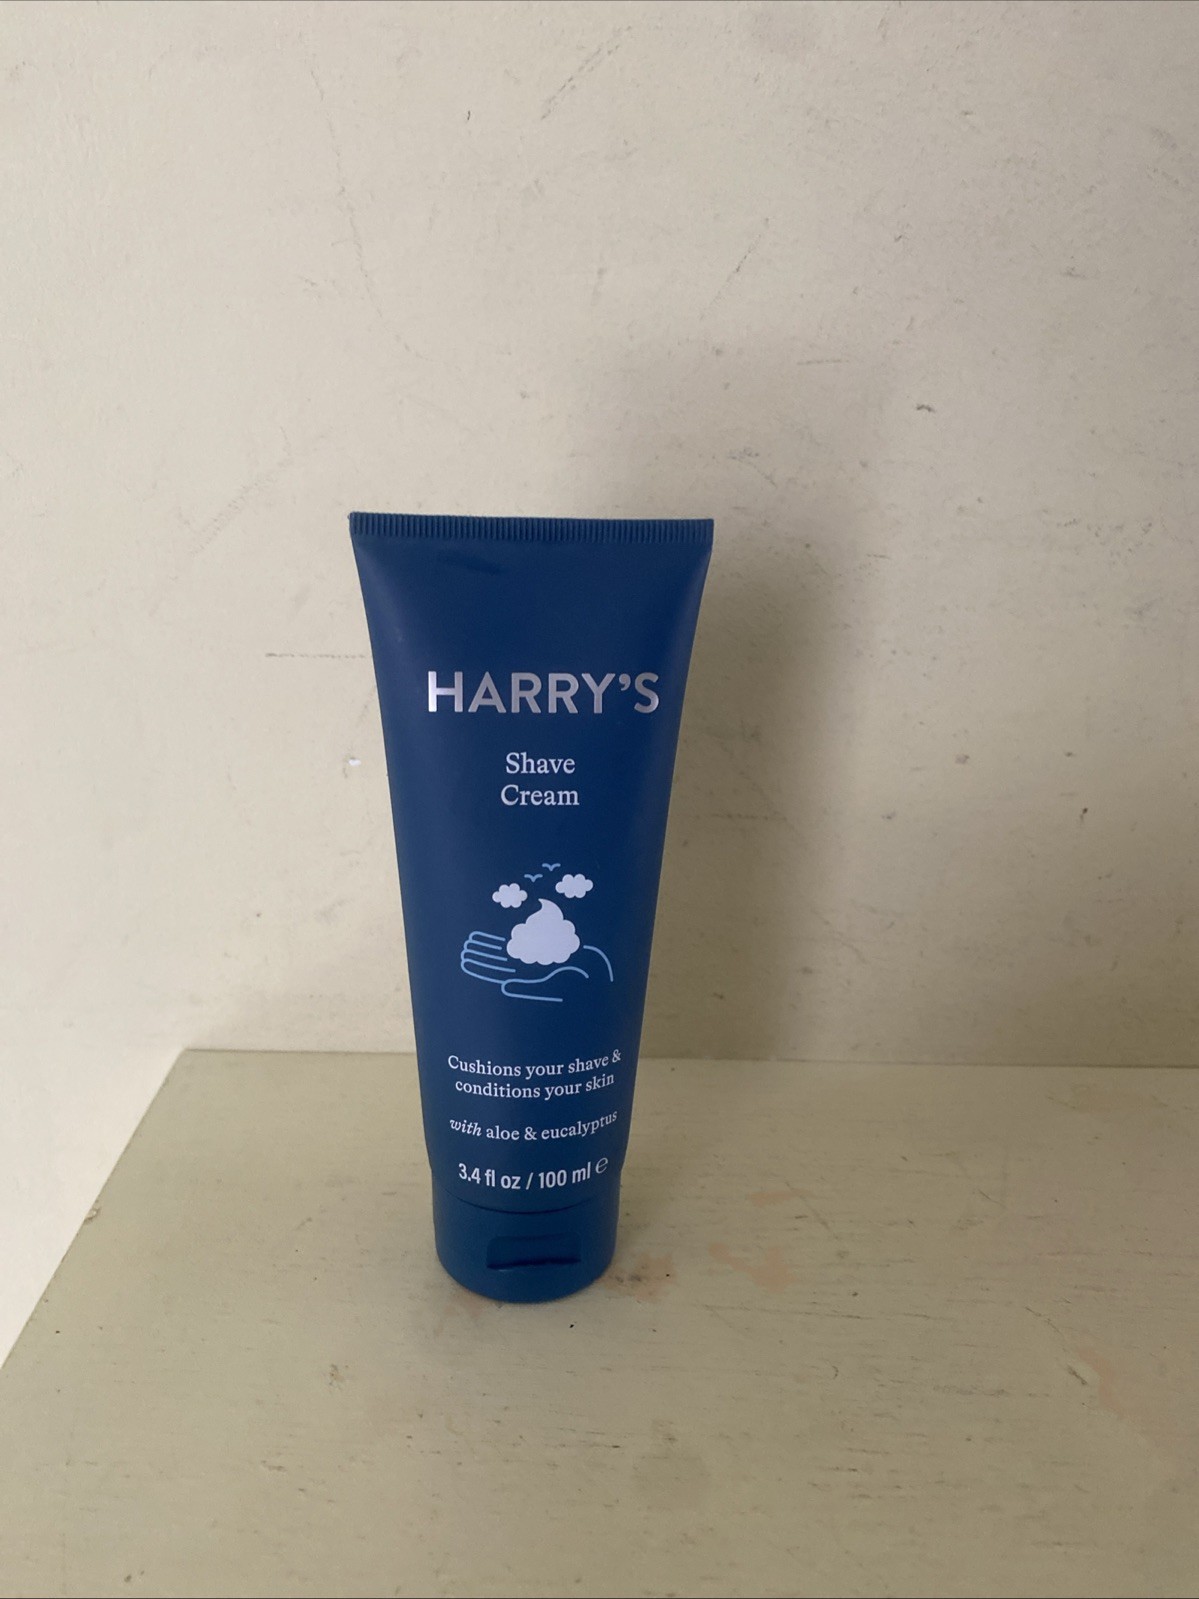 HARRY'S
Shave
Cream
Cushions your shave &
conditions your skin
with aloe & eucalyptus
3.4 fl oz / 100 ml ℮